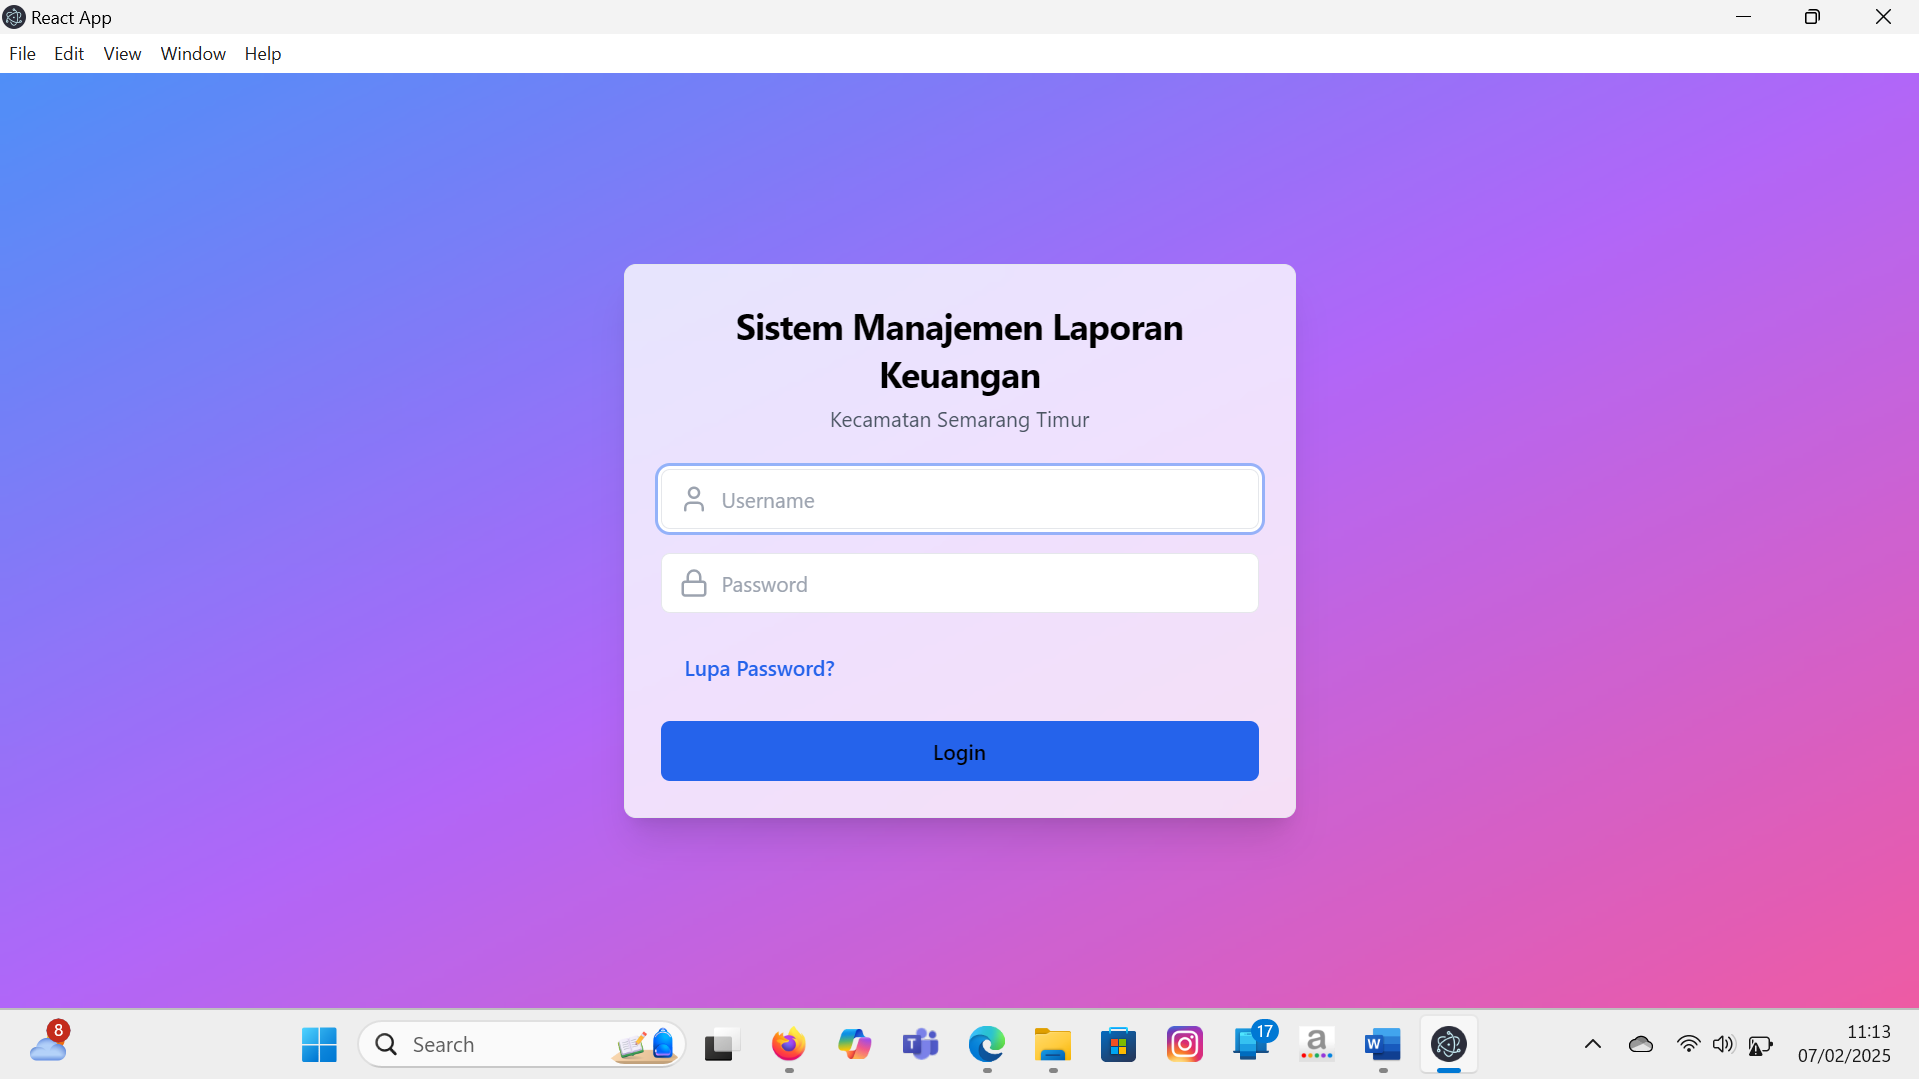 React App
File Edit View Window Help
Sistem Manajemen Laporan
Keuangan
Kecamatan Semarang Timur
Username
Password
Lupa Password?
Login
8
Search
T
17
a
W
11:13
07/02/2025